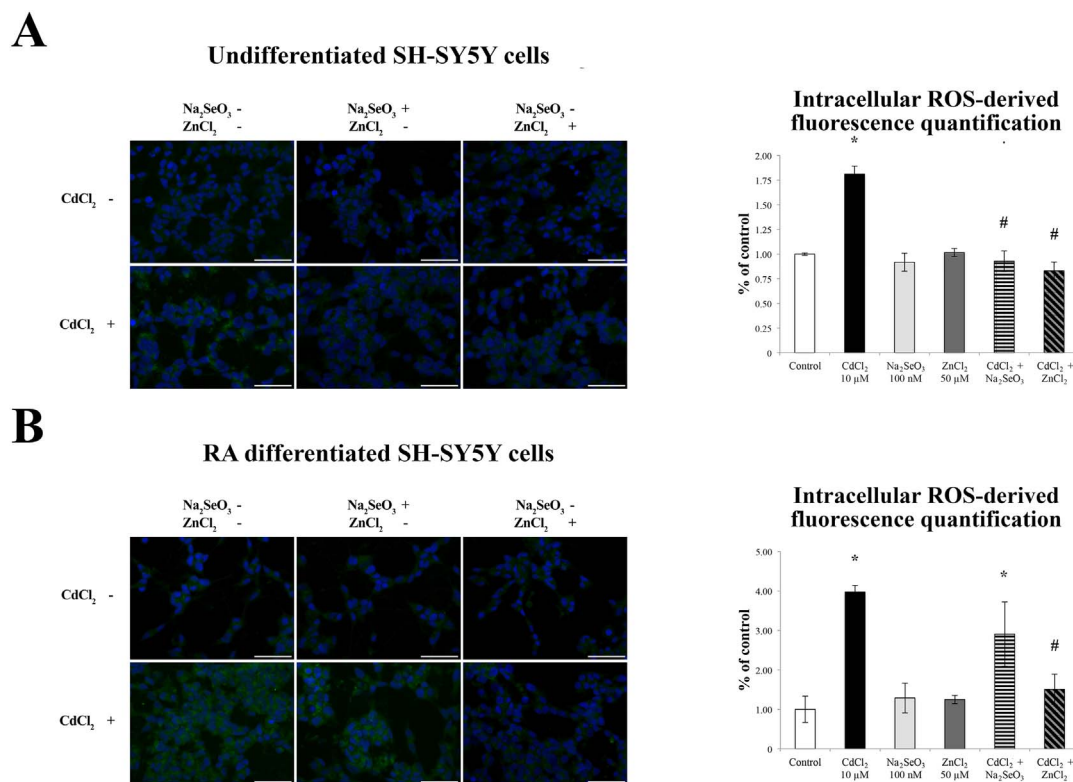 A
Undifferentiated SH-SY5Y cells
Na₂SeO₃ - Na₂SeO₃ + Na₂SeO₃ -
ZnCl₂ - ZnCl₂ - ZnCl₂ +
CdCl₂ -
CdCl₂ +
Intracellular ROS-derived
fluorescence quantification
% of control
2.00
1.75
1.50
1.25
1.00
0.75
0.50
0.25
0
*
#
#
Control CdCl₂ Na₂SeO₃ ZnCl₂ CdCl₂ + CdCl₂ +
10 µM 100 nM 50 µM Na₂SeO₃ ZnCl₂
B
RA differentiated SH-SY5Y cells
Na₂SeO₃ - Na₂SeO₃ + Na₂SeO₃ -
ZnCl₂ - ZnCl₂ - ZnCl₂ +
CdCl₂ -
CdCl₂ +
Intracellular ROS-derived
fluorescence quantification
% of control
5.00
4.00
3.00
2.00
1.00
0.00
*
*
#
Control CdCl₂ Na₂SeO₃ ZnCl₂ CdCl₂ + CdCl₂ +
10 µM 100 nM 50 µM Na₂SeO₃ ZnCl₂